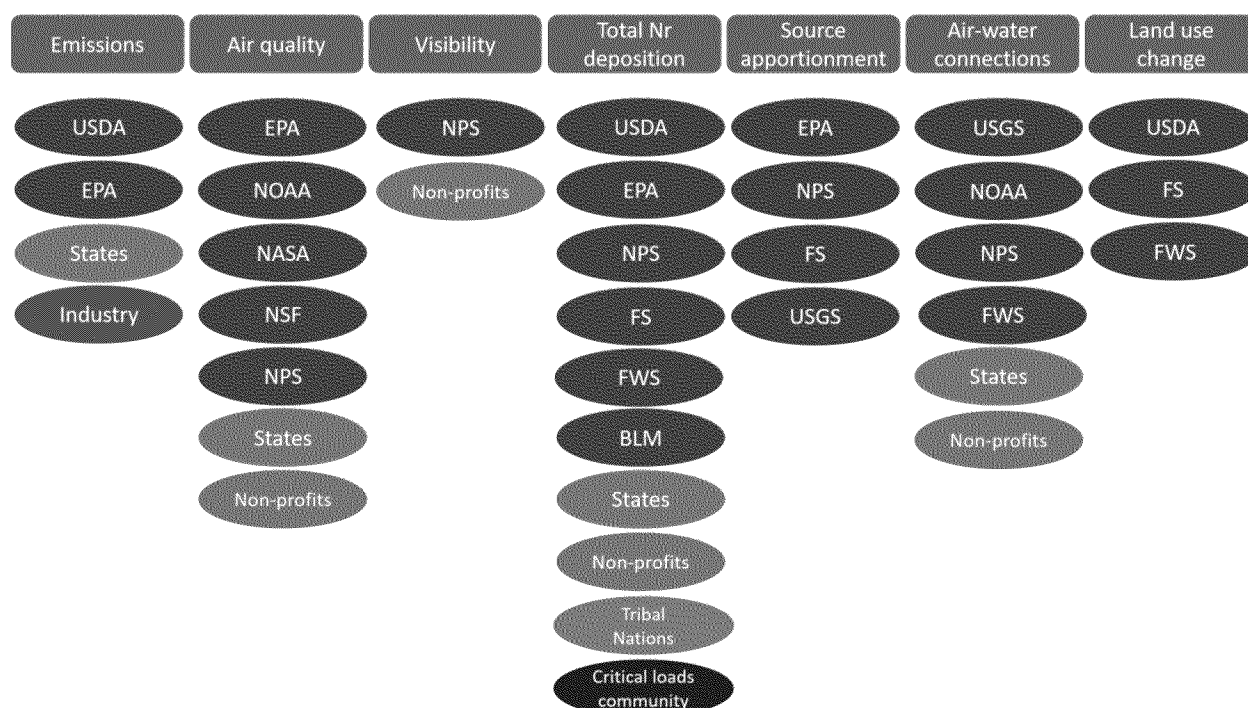 Emissions
Air quality
Visibility
Total Nr
deposition
Source
apportionment
Air-water
connections
Land use
change
USDA
EPA
States
Industry
EPA
NOAA
NASA
NSF
NPS
States
Non-profits
NPS
Non-profits
USDA
EPA
NPS
FS
FWS
BLM
States
Non-profits
Tribal
Nations
Critical loads
community
EPA
NPS
FS
USGS
USGS
NOAA
NPS
FWS
States
Non-profits
USDA
FS
FWS